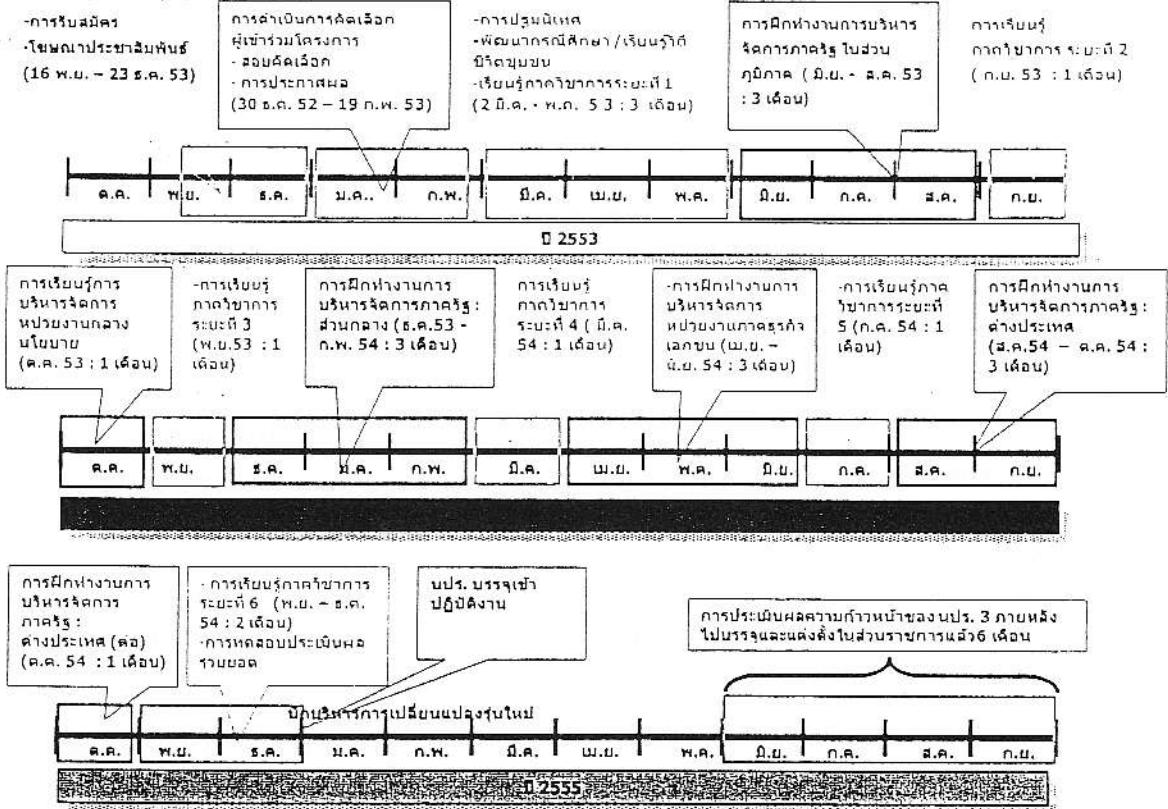 -การรับสมัคร
-โฆษณาประชาสัมพันธ์
(16 พ.ย. – 23 ธ.ค. 53)
การดำเนินการคัดเลือก
ผู้เข้าร่วมโครงการ
- สอบคัดเลือก
- การประกาศผล
(30 ธ.ค. 52 – 19 ก.พ. 53)
-การปฐมนิเทศ
-พัฒนากรณีศึกษา/เรียนรู้วิถี
ชีวิตชุมชน
-เรียนรู้ภาควิชาการระยะที่ 1
(2 มี.ค. - พ.ค. 53 : 3 เดือน)
การฝึกทำงานการบริหาร
จัดการภาครัฐ ในส่วน
ภูมิภาค ( มิ.ย. - ส.ค. 53
: 3 เดือน)
การเรียนรู้
ภาควิชาการ ระยะที่ 2
( ก.ย. 53 : 1 เดือน)
ต.ค. พ.ย. ธ.ค. ม.ค.. ก.พ. มี.ค. เม.ย. พ.ค. มิ.ย. ก.ค. ส.ค. ก.ย.
ปี 2553
การเรียนรู้การ
บริหารจัดการ
หน่วยงานกลาง
นโยบาย
(ต.ค. 53 : 1 เดือน)
-การเรียนรู้
ภาควิชาการ
ระยะที่ 3
(พ.ย.53 : 1
เดือน)
การฝึกทำงานการ
บริหารจัดการภาครัฐ :
ส่วนกลาง (ธ.ค.53 -
ก.พ. 54 : 3 เดือน)
การเรียนรู้
ภาควิชาการ
ระยะที่ 4 ( มี.ค.
54 : 1 เดือน)
-การฝึกทำงานการ
บริหารจัดการ
หน่วยงานภาคธุรกิจ
เอกชน (เม.ย. –
มิ.ย. 54 : 3 เดือน)
-การเรียนรู้ภาค
วิชาการระยะที่
5 (ก.ค. 54 : 1
เดือน)
การฝึกทำงานการ
บริหารจัดการภาครัฐ :
ต่างประเทศ
(ส.ค.54 – ต.ค. 54 :
3 เดือน)
ต.ค. พ.ย. ธ.ค. ม.ค. ก.พ. มี.ค. เม.ย. พ.ค. มิ.ย. ก.ค. ส.ค. ก.ย.
การฝึกทำงานการ
บริหารจัดการ
ภาครัฐ :
ต่างประเทศ (ต่อ)
(ต.ค. 54 : 1 เดือน)
- การเรียนรู้ภาควิชาการ
ระยะที่ 6 (พ.ย. – ธ.ค.
54 : 2 เดือน)
-การทดสอบประเมินผล
รวบยอด
นปร. บรรจุเข้า
ปฏิบัติงาน
การประเมินผลความก้าวหน้าของนปร. 3 ภายหลัง
ไปบรรจุและแต่งตั้งในส่วนราชการแล้ว6 เดือน
นักบริหารการเปลี่ยนแปลงรุ่นใหม่
ต.ค. พ.ย. ธ.ค. ม.ค. ก.พ. มี.ค. เม.ย. พ.ค. มิ.ย. ก.ค. ส.ค. ก.ย.
ปี 2555